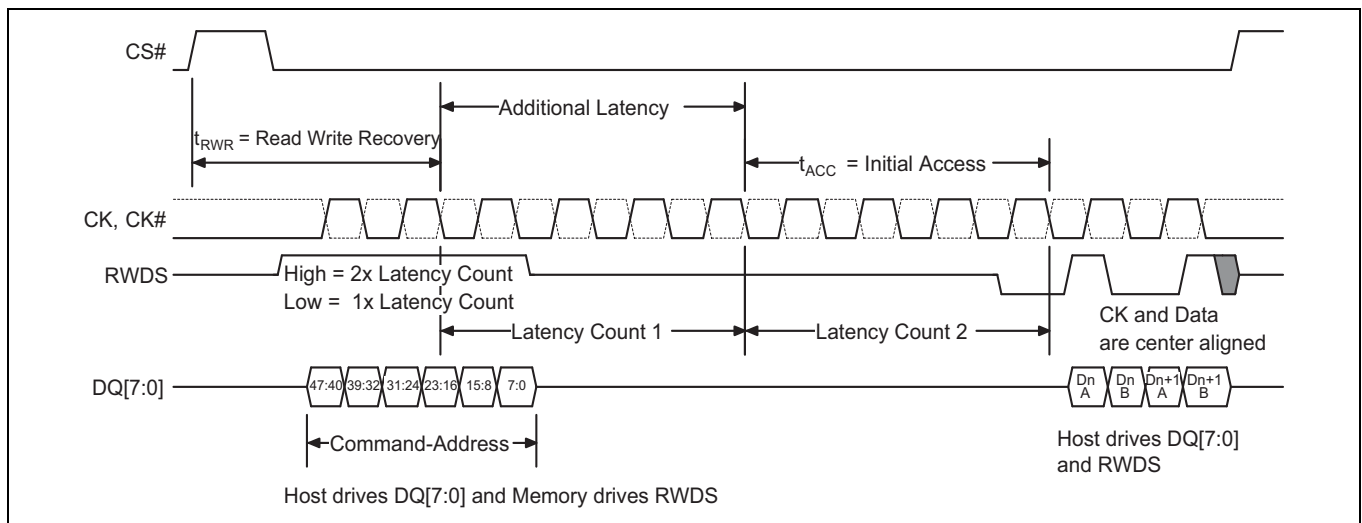 CS#
Additional Latency
tRWR = Read Write Recovery
tACC = Initial Access
CK, CK#
RWDS
High = 2x Latency Count
Low = 1x Latency Count
CK and Data
are center aligned
Latency Count 1
Latency Count 2
DQ[7:0]
47:40 39:32 31:24 23:16 15:8 7:0
Dn Dn Dn+1 Dn+1
A B A B
Command-Address
Host drives DQ[7:0]
and RWDS
Host drives DQ[7:0] and Memory drives RWDS